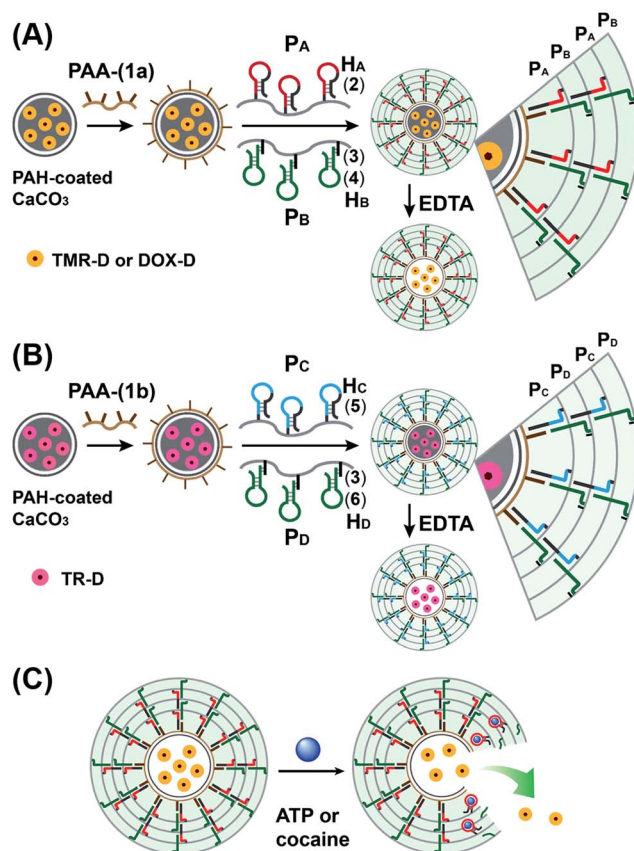 (A)
PAA-(1a)
PA
HA
(2)
PAH-coated
CaCO3
(3)
(4)
HB
PB
EDTA
TMR-D or DOX-D
PA
PB
PA
PB
(B)
PAA-(1b)
PC
HC
(5)
PAH-coated
CaCO3
(3)
(6)
HD
PD
EDTA
TR-D
PC
PD
PC
PD
(C)
ATP or
cocaine